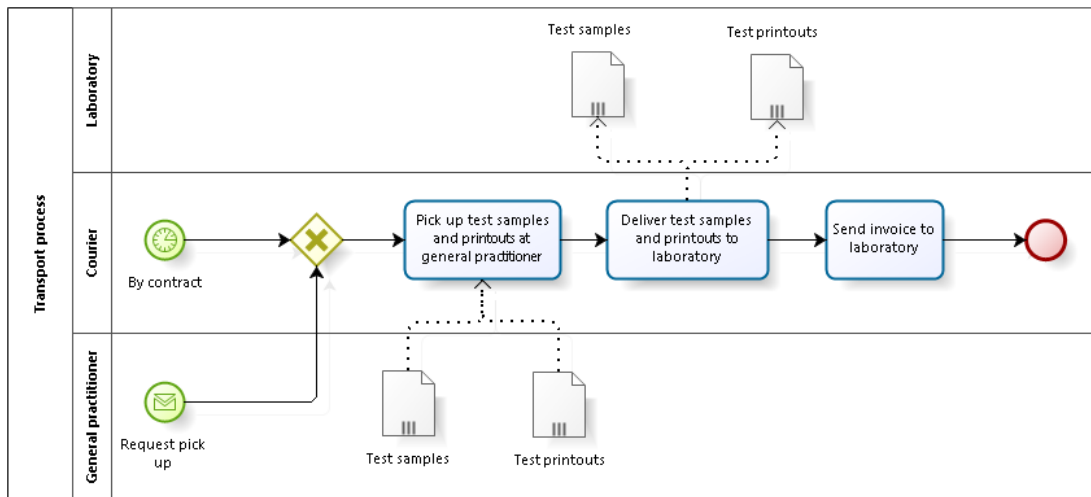 Transport process
Laboratory
Test samples
Test printouts
Courier
By contract
Pick up test samples
and printouts at
general practitioner
Deliver test samples
and printouts to
laboratory
Send invoice to
laboratory
General practitioner
Request pick
up
Test samples
Test printouts